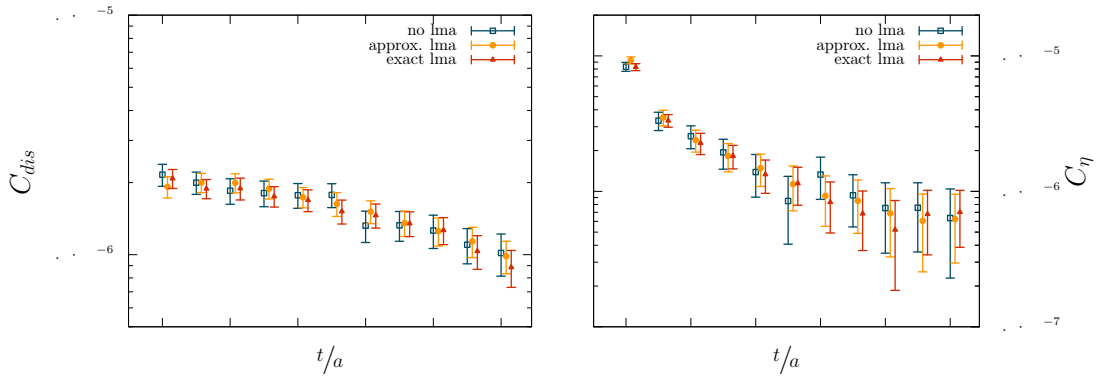 -5
no lma
approx. lma
exact lma
C_dis
-6
t/a
no lma
approx. lma
exact lma
-5
-6
C_η
-7
t/a